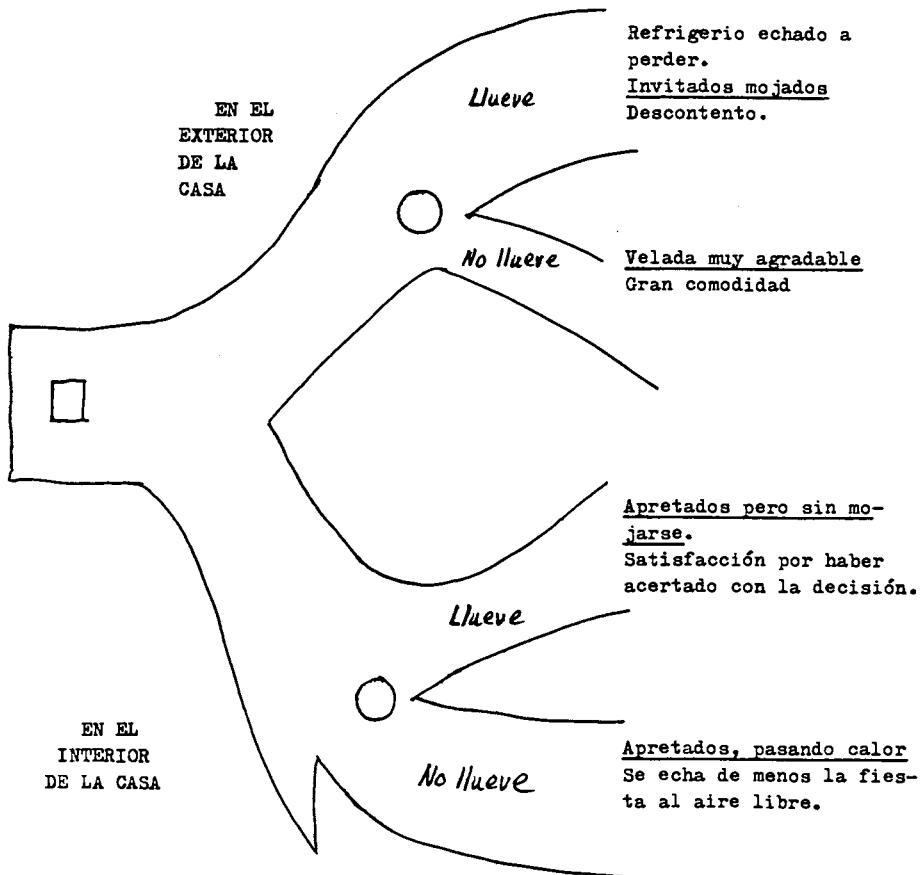 EN EL
EXTERIOR
DE LA
CASA
Llueve
Refrigerio echado a
perder.
Invitados mojados
Descontento.
No llueve
Velada muy agradable
Gran comodidad
EN EL
INTERIOR
DE LA CASA
Llueve
Apretados pero sin mo-
jarse.
Satisfacción por haber
acertado con la decisión.
No llueve
Apretados, pasando calor
Se echa de menos la fies-
ta al aire libre.